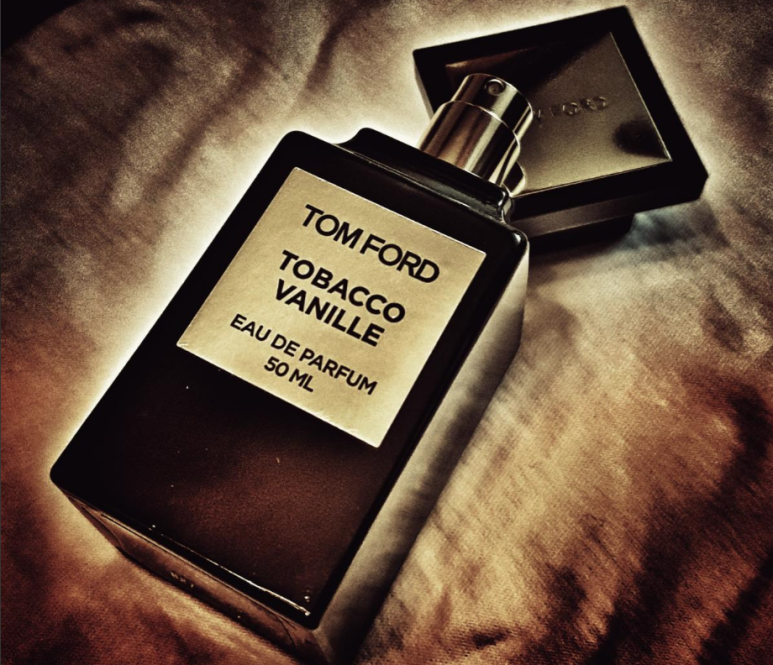 TOM FORD
TOBACCO
VANILLE
EAU DE PARFUM
50 ML